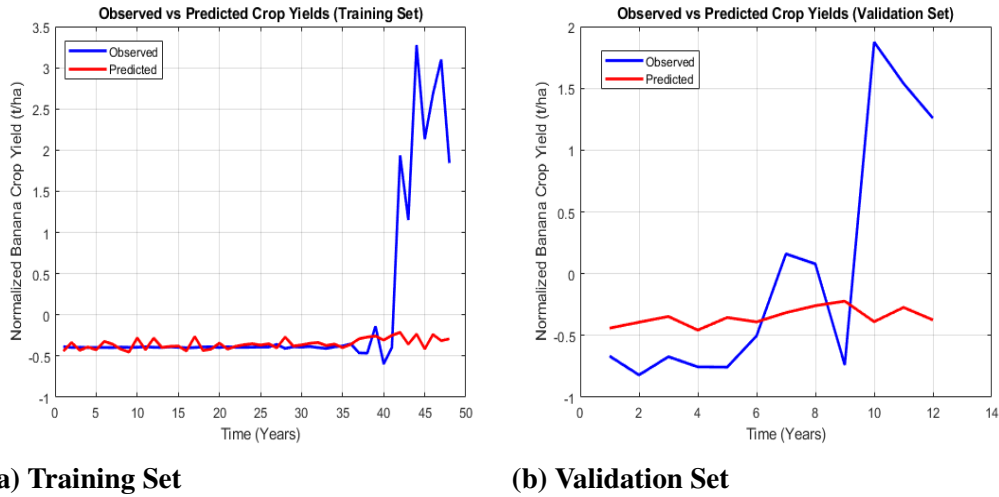 Observed vs Predicted Crop Yields (Training Set)
Normalized Banana Crop Yield (t/ha)
3.5
3
2.5
2
1.5
1
0.5
0
-0.5
-1
Observed
Predicted
0 5 10 15 20 25 30 35 40 45 50
Time (Years)
a) Training Set
Observed vs Predicted Crop Yields (Validation Set)
Normalized Banana Crop Yield (t/ha)
2
1.5
1
0.5
0
-0.5
-1
Observed
Predicted
0 2 4 6 8 10 12 14
Time (Years)
(b) Validation Set